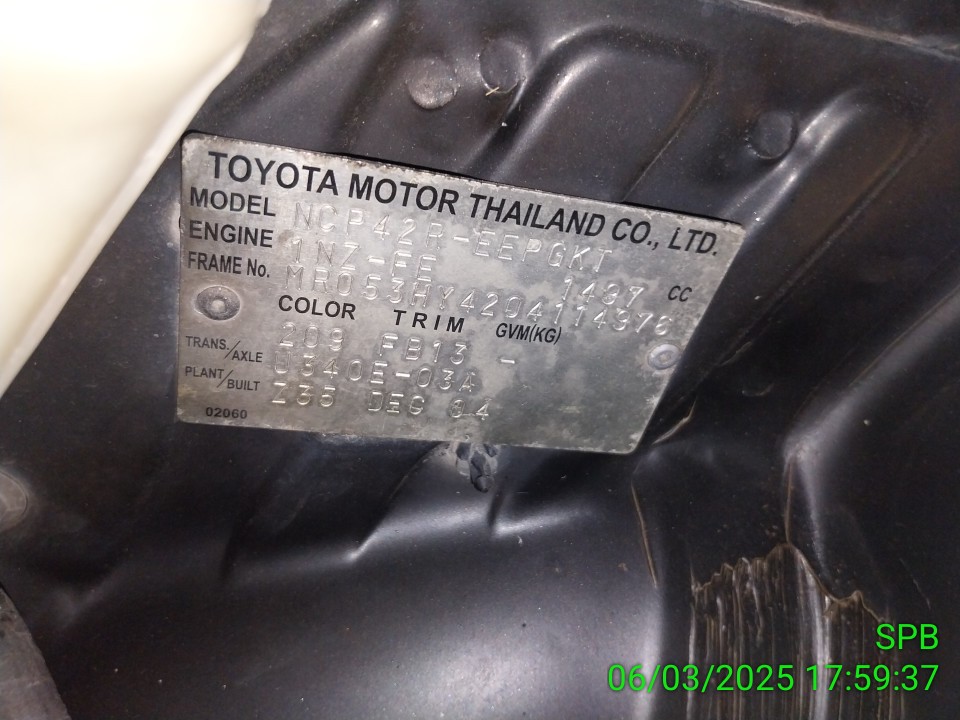 TOYOTA MOTOR THAILAND CO., LTD.
MODEL NCP42R-EEPGKT
ENGINE 1NZ-FE 1497 CC
FRAME No. MR053HY4204114976
COLOR TRIM GVM(KG)
209 FB13 -
TRANS./AXLE U340E-03A
PLANT/BUILT Z35 DEC 04
02060
SPB
06/03/2025 17:59:37